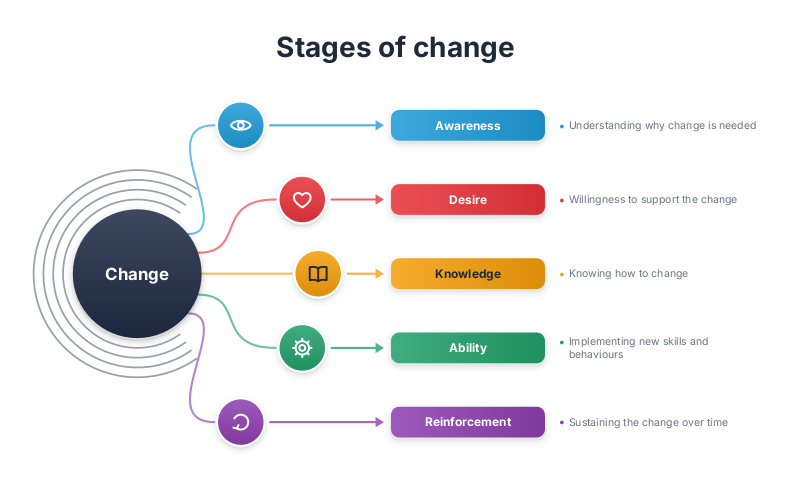 Stages of change
Change
Awareness
• Understanding why change is needed
Desire
• Willingness to support the change
Knowledge
• Knowing how to change
Ability
• Implementing new skills and
behaviours
Reinforcement
• Sustaining the change over time